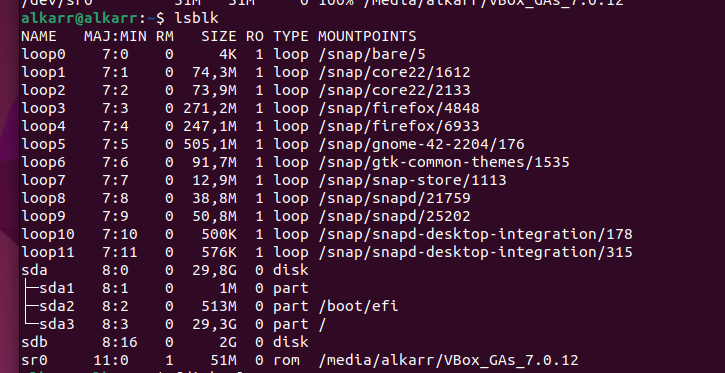 /dev/sr0 51M 51M 0 100% /media/alkarr/VBox_GAs_7.0.12
alkarr@alkarr:~$ lsblk
NAME MAJ:MIN RM SIZE RO TYPE MOUNTPOINTS
loop0 7:0 0 4K 1 loop /snap/bare/5
loop1 7:1 0 74,3M 1 loop /snap/core22/1612
loop2 7:2 0 73,9M 1 loop /snap/core22/2133
loop3 7:3 0 271,2M 1 loop /snap/firefox/4848
loop4 7:4 0 247,1M 1 loop /snap/firefox/6933
loop5 7:5 0 505,1M 1 loop /snap/gnome-42-2204/176
loop6 7:6 0 91,7M 1 loop /snap/gtk-common-themes/1535
loop7 7:7 0 12,9M 1 loop /snap/snap-store/1113
loop8 7:8 0 38,8M 1 loop /snap/snapd/21759
loop9 7:9 0 50,8M 1 loop /snap/snapd/25202
loop10 7:10 0 500K 1 loop /snap/snapd-desktop-integration/178
loop11 7:11 0 576K 1 loop /snap/snapd-desktop-integration/315
sda 8:0 0 29,8G 0 disk
├─sda1 8:1 0 1M 0 part
├─sda2 8:2 0 513M 0 part /boot/efi
└─sda3 8:3 0 29,3G 0 part /
sdb 8:16 0 2G 0 disk
sr0 11:0 1 51M 0 rom /media/alkarr/VBox_GAs_7.0.12